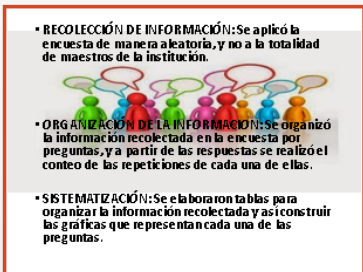 • RECOLECCIÓN DE INFORMACIÓN: Se aplicó la
encuesta de manera aleatoria, y no a la totalidad
de maestros de la institución.
• ORGANIZACIÓN DE LA INFORMACION: Se organizó
la información recolectada en la encuesta por
preguntas, y a partir de las respuestas se realizó el
conteo de las repeticiones de cada una de ellas.
• SISTEMATIZACIÓN: Se elaboraron tablas para
organizar la información recolectada y así construir
las gráficas que representan cada una de las
preguntas.